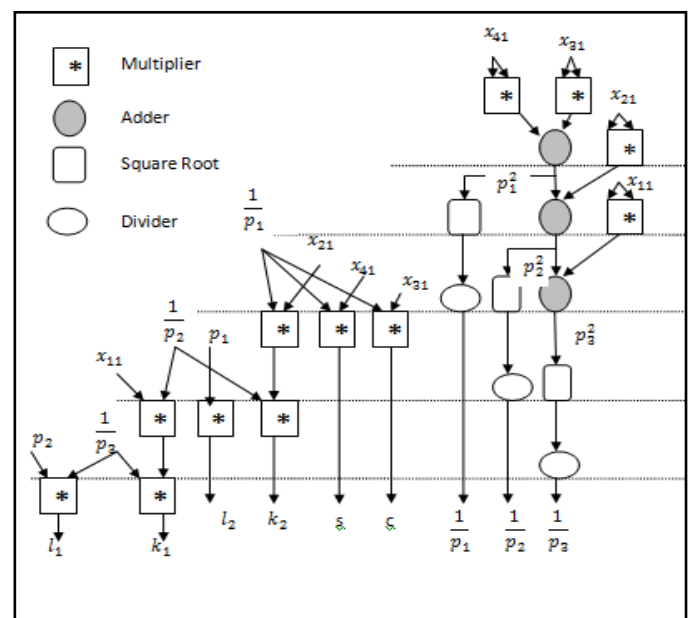 * Multiplier
Adder
Square Root
Divider
x₄₁ x₃₁
* *
x₂₁
*
p₁²
x₁₁
*
1/p₁
x₂₁
x₄₁
x₃₁
p₂²
* * *
p₃²
1/p₂ p₁
x₁₁
* * *
p₂ 1/p₃
* *
l₁ k₁ l₂ k₂ s c 1/p₁ 1/p₂ 1/p₃